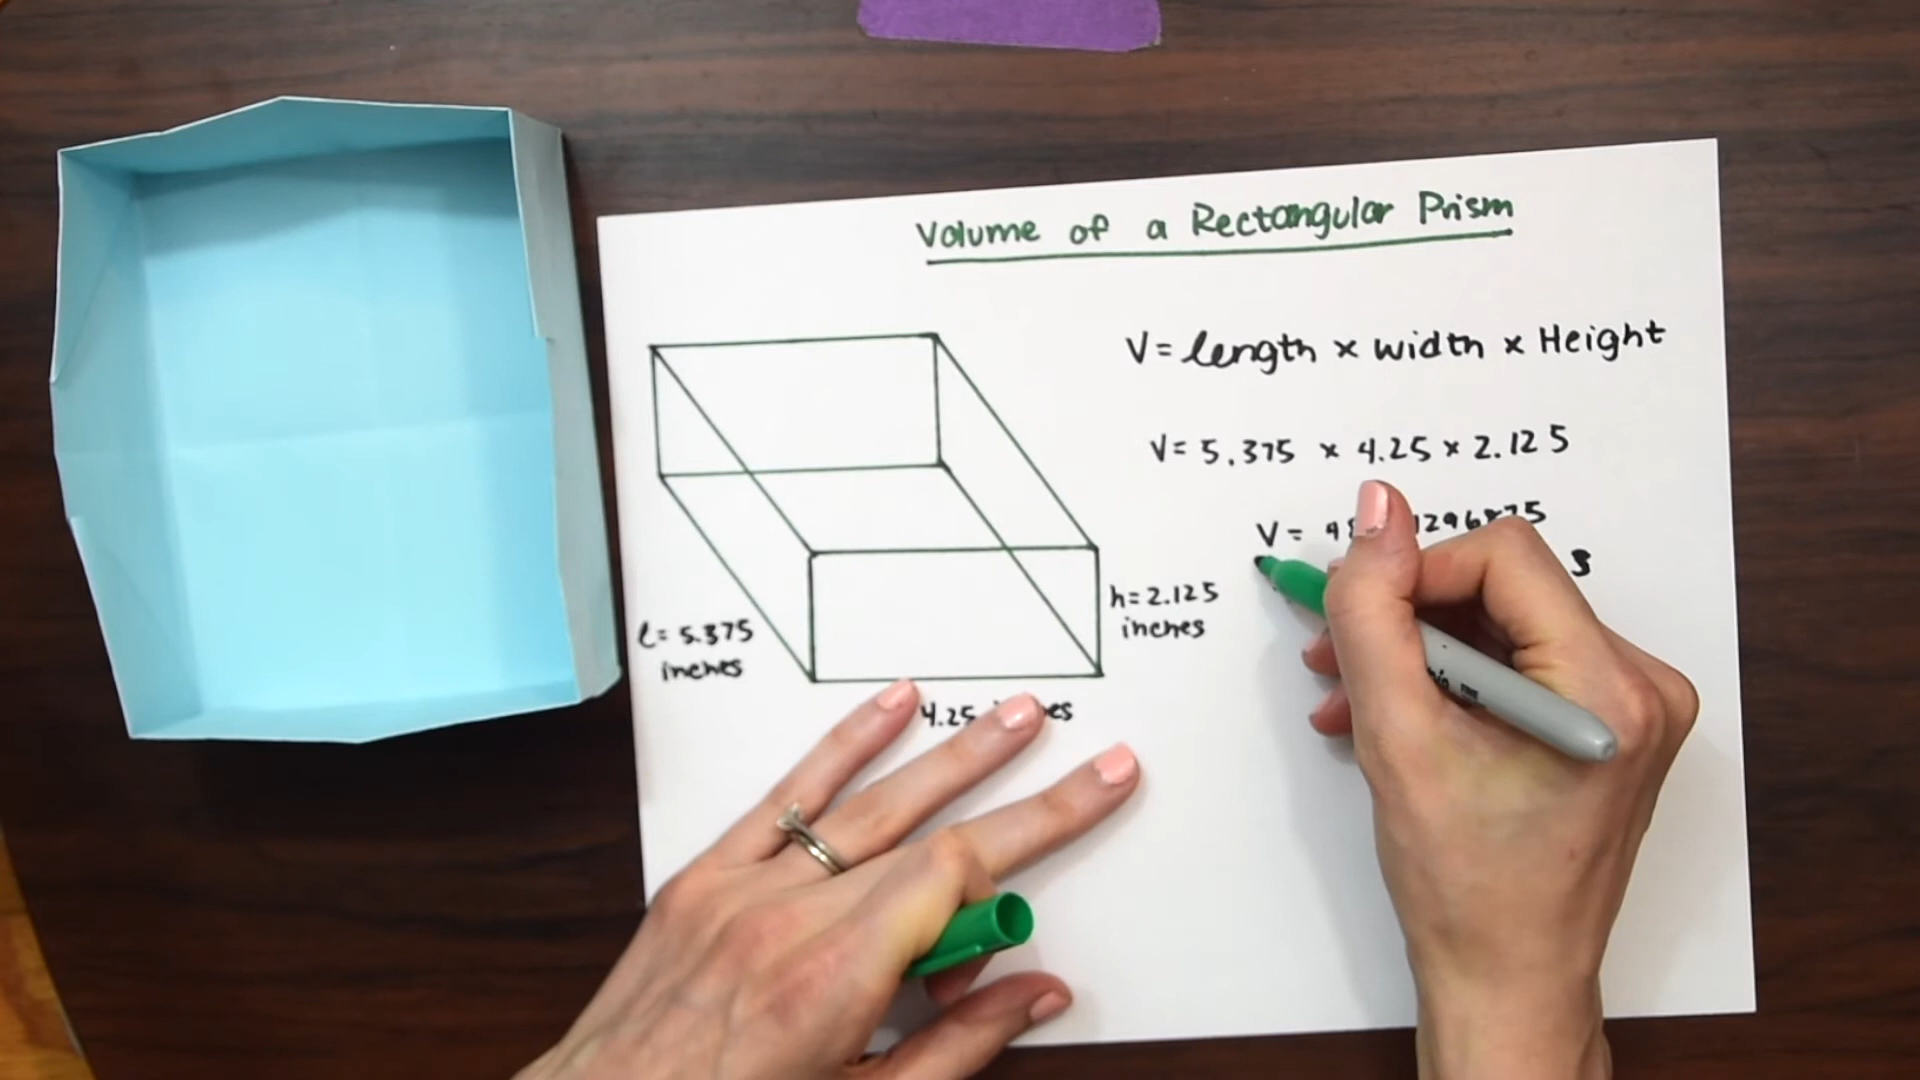 Volume of a Rectangular Prism
V = length x width x Height
V = 5.375 x 4.25 x 2.125
V =
h = 2.125
inches
l = 5.375
inches
4.25